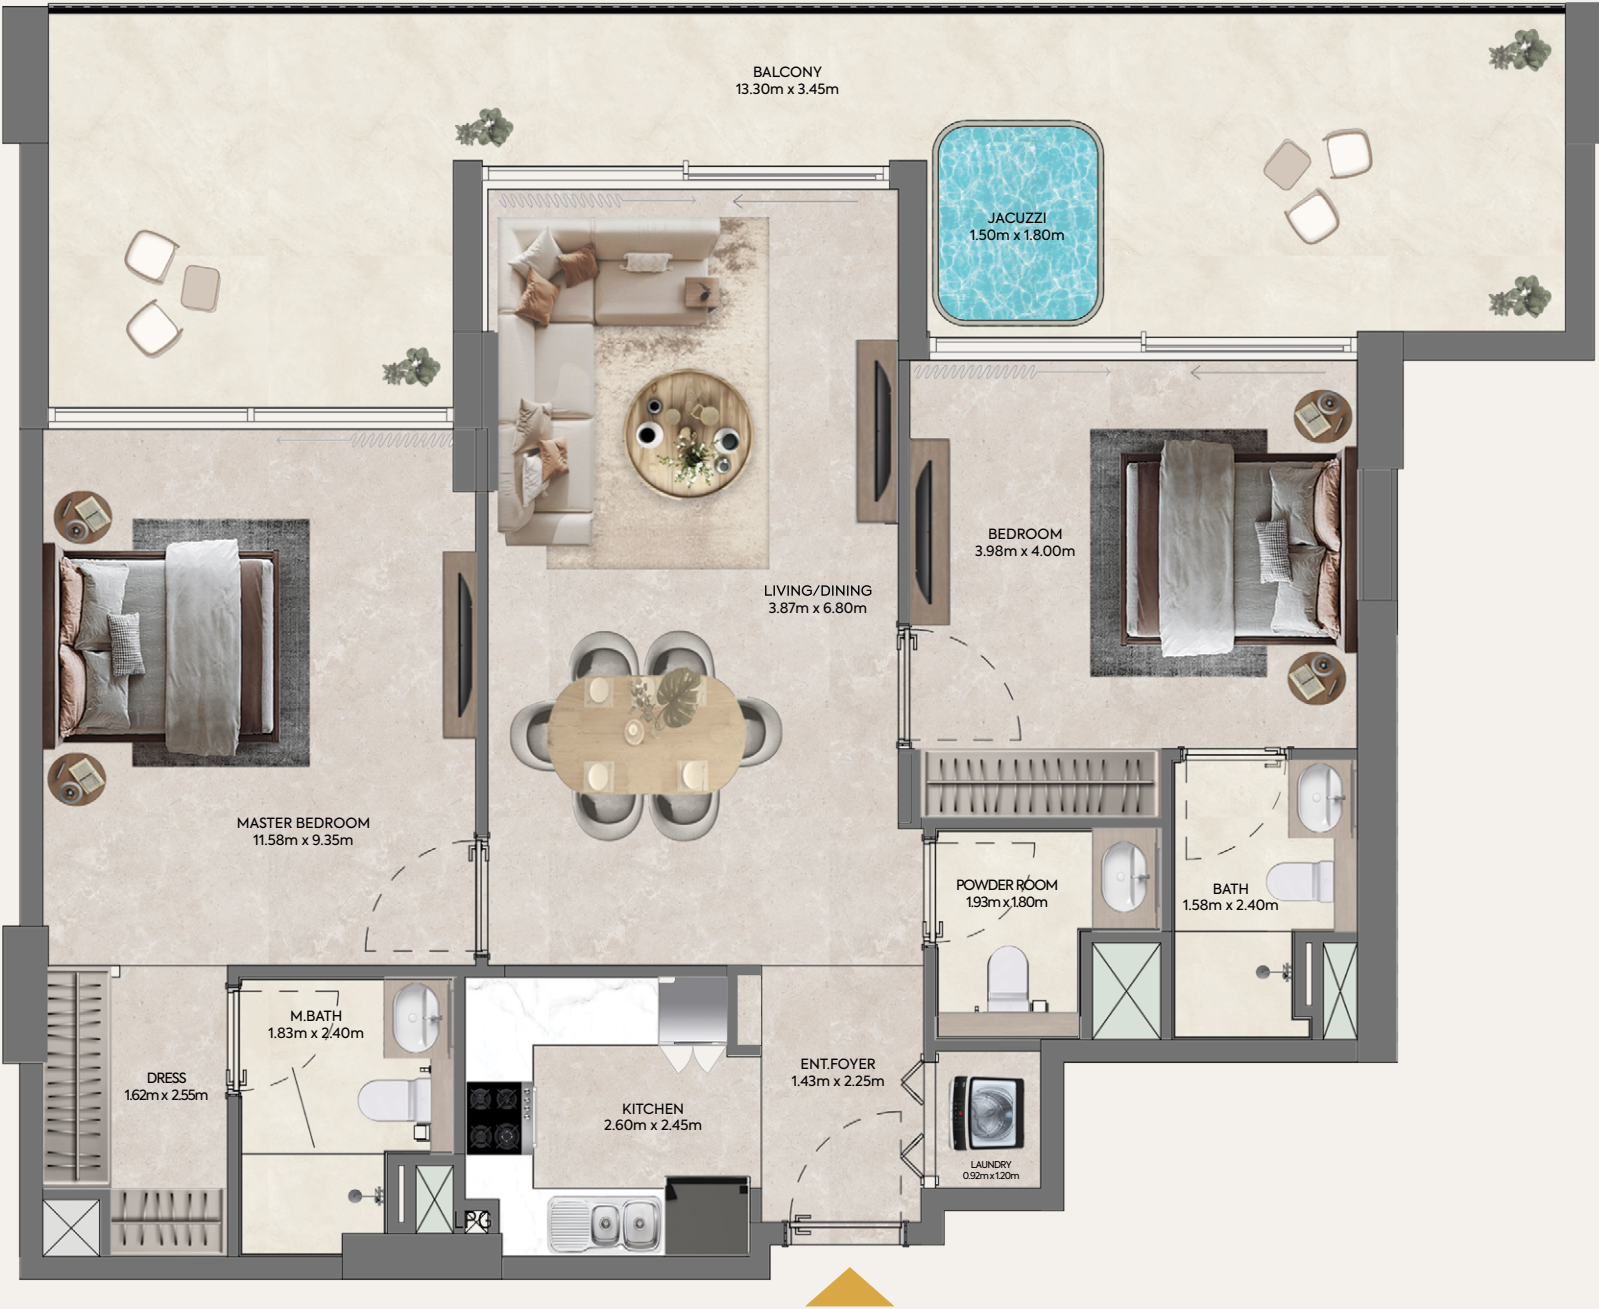 BALCONY
13.30m x 3.45m
JACUZZI
1.50m x 1.80m
BEDROOM
3.98m x 4.00m
LIVING/DINING
3.87m x 6.80m
MASTER BEDROOM
11.58m x 9.35m
POWDER ROOM
1.93m x 1.80m
BATH
1.58m x 2.40m
M.BATH
1.83m x 2.40m
DRESS
1.62m x 2.55m
ENT.FOYER
1.43m x 2.25m
KITCHEN
2.60m x 2.45m
LAUNDRY
0.92m x 1.20m
LPG